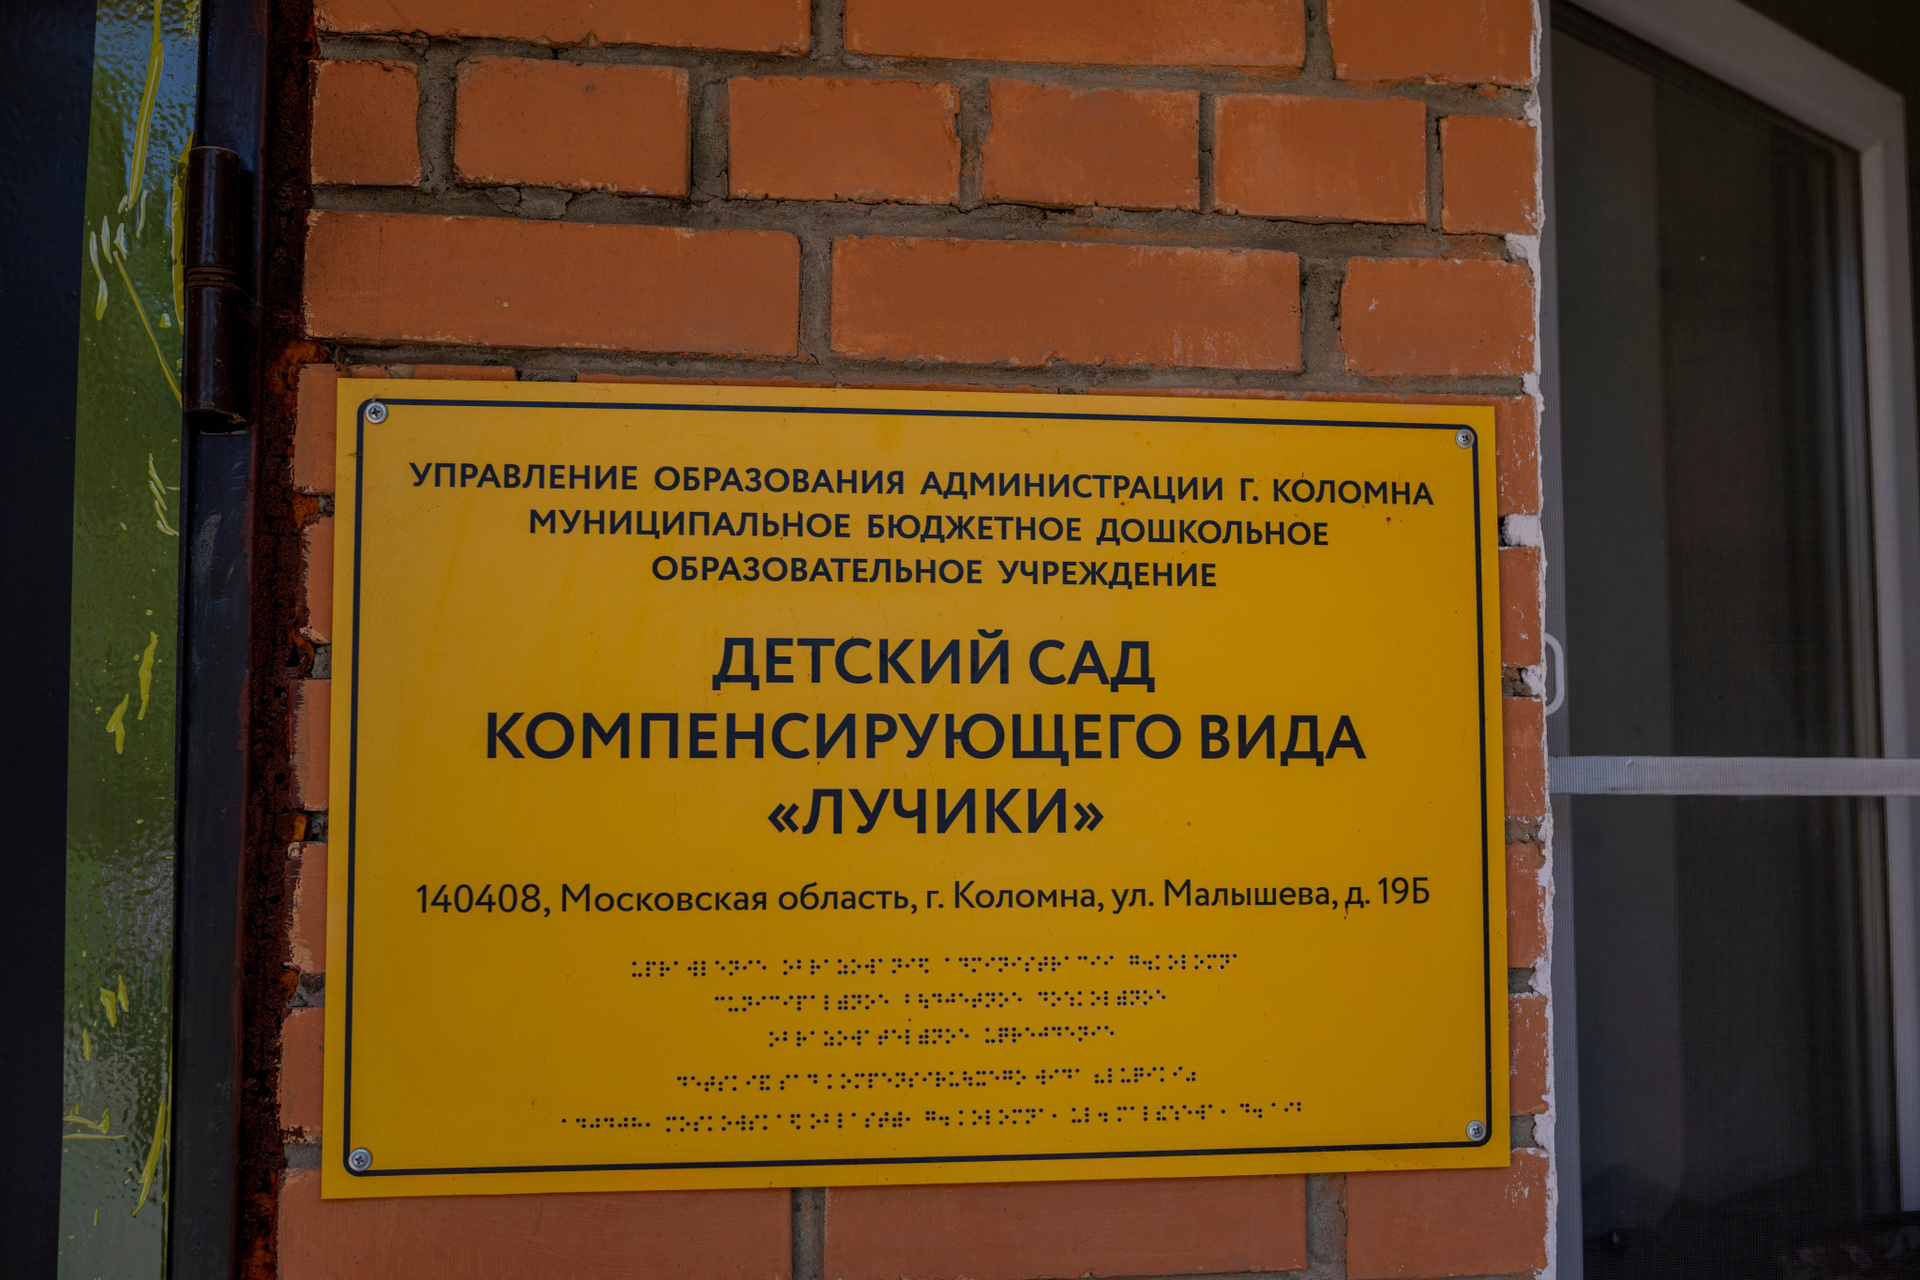 УПРАВЛЕНИЕ ОБРАЗОВАНИЯ АДМИНИСТРАЦИИ Г. КОЛОМНА
МУНИЦИПАЛЬНОЕ БЮДЖЕТНОЕ ДОШКОЛЬНОЕ
ОБРАЗОВАТЕЛЬНОЕ УЧРЕЖДЕНИЕ
ДЕТСКИЙ САД
КОМПЕНСИРУЮЩЕГО ВИДА
«ЛУЧИКИ»
140408, Московская область, г. Коломна, ул. Малышева, д. 19Б